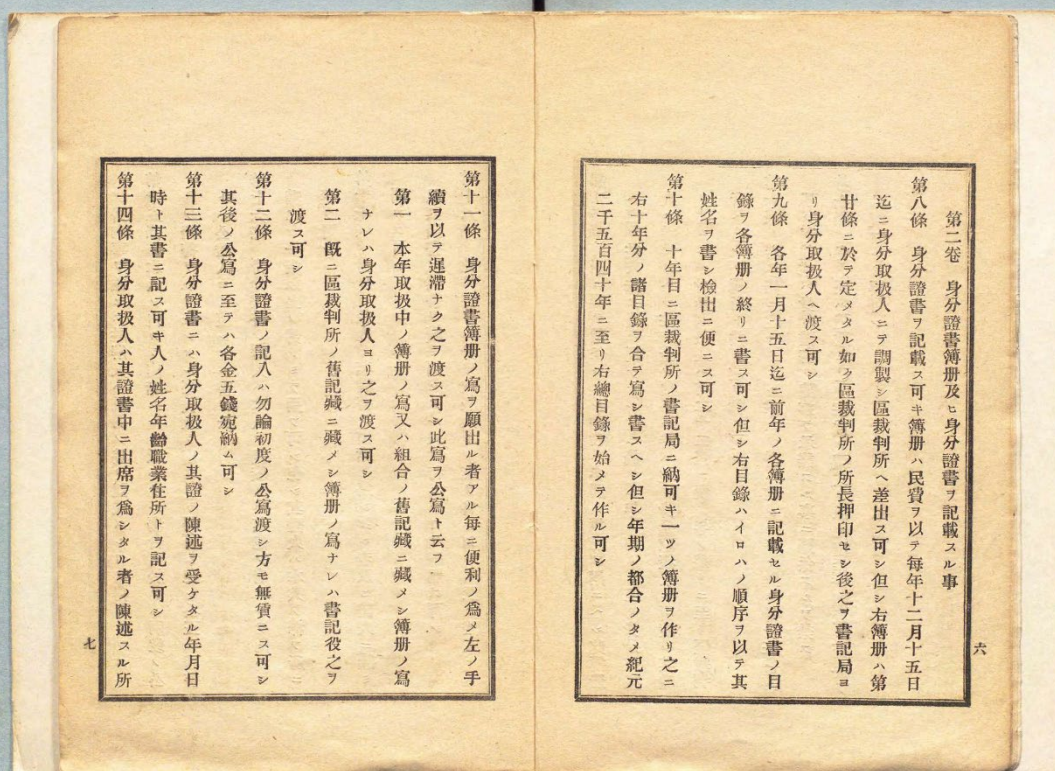 第二卷　身分證書簿册及ヒ身分證書ヲ記載スル事
第八條　身分證書ヲ記載ス可キ簿册ハ民費ヲ以テ每年十二月十五日
迄ニ身分取扱人ニテ調製シ區裁判所ヘ差出ス可シ但シ右簿册ハ第
廿條ニ於テ定メタル如ク區裁判所ノ所長押印セシ後之ヲ書記局ヨ
リ身分取扱人ヘ渡ス可シ
第九條　各年一月十五日迄ニ前年ノ各簿册ニ記載セル身分證書ノ目
錄ヲ各簿册ノ終リニ書ス可シ但シ右目錄ハイロハノ順序ヲ以テ其
姓名ヲ書シ檢出ニ便ニス可シ
第十條　十年目ニ區裁判所ノ書記局ニ納可キ一ツノ簿册ヲ作リ之ニ
右十年分ノ諸目錄ヲ合テ寫シ書スヘシ但シ年期ノ都合ノタメ紀元
二千五百四十年ニ至リ右總目錄ヲ始メテ作ル可シ
六
第十一條　身分證書簿册ノ寫ヲ願出ル者アル每ニ便利ノ爲メ左ノ手
續ヲ以テ遲滯ナク之ヲ渡ス可シ此寫ヲ公寫ト云フ
第一　本年取扱中ノ簿册ノ寫又ハ組合ノ舊記藏ニ藏メシ簿册ノ寫
ナレハ身分取扱人ヨリ之ヲ渡ス可シ
第二　既ニ區裁判所ノ舊記藏ニ藏メシ簿册ノ寫ナレハ書記役之ヲ
渡ス可シ
第十二條　身分證書ノ記入ハ勿論初度ノ公寫渡シ方モ無賃ニス可シ
其後ノ公寫ニ至テハ各金五錢宛納ム可シ
第十三條　身分證書ニハ身分取扱人ノ其證ノ陳述ヲ受ケタル年月日
時ト其書ニ記ス可キ人ノ姓名年齡職業住所トヲ記ス可シ
第十四條　身分取扱人ハ其證書中ニ出席ヲ爲シタル者ノ陳述スル所
七